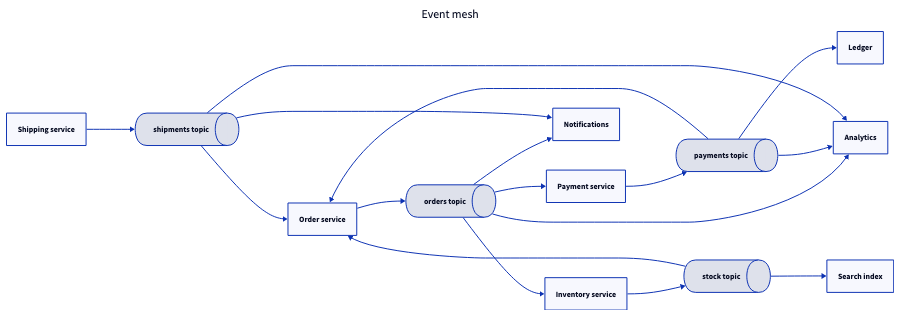 Event mesh
Ledger
Shipping service
shipments topic
Notifications
Analytics
payments topic
Payment service
orders topic
Order service
stock topic
Search index
Inventory service